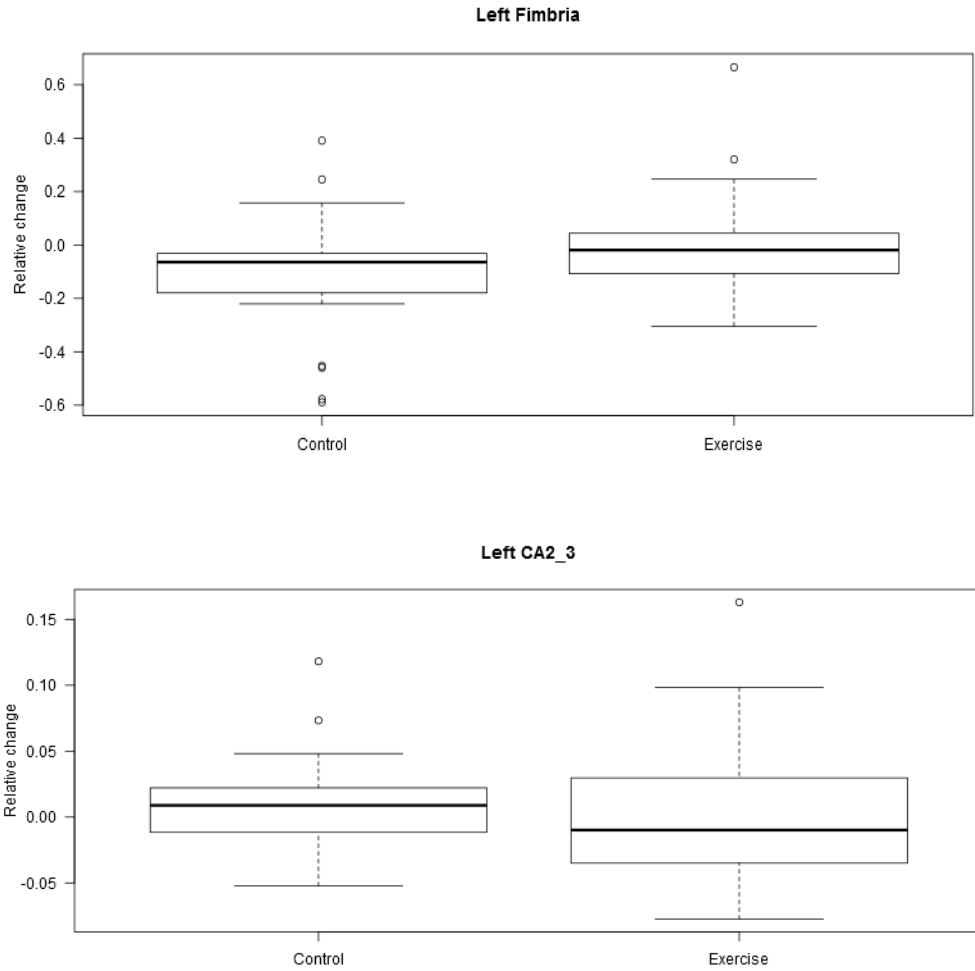 Left Fimbria
Relative change
0.6
0.4
0.2
0.0
-0.2
-0.4
-0.6
Control Exercise
Left CA2_3
Relative change
0.15
0.10
0.05
0.00
-0.05
Control Exercise